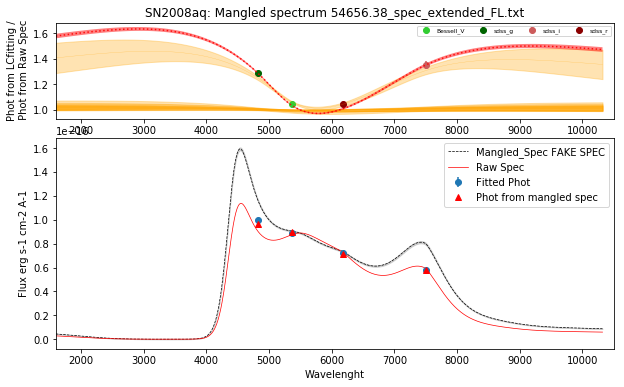 SN2008aq: Mangled spectrum 54656.38_spec_extended_FL.txt
Phot from LCfitting /
Phot from Raw Spec
1.6
1.4
1.2
1.0
Bessell_V
sdss_g
sdss_i
sdss_r
2000 3000 4000 5000 6000 7000 8000 9000 10000
1e−16
Flux erg s-1 cm-2 A-1
1.6
1.4
1.2
1.0
0.8
0.6
0.4
0.2
0.0
Mangled_Spec FAKE SPEC
Raw Spec
Fitted Phot
Phot from mangled spec
2000 3000 4000 5000 6000 7000 8000 9000 10000
Wavelenght